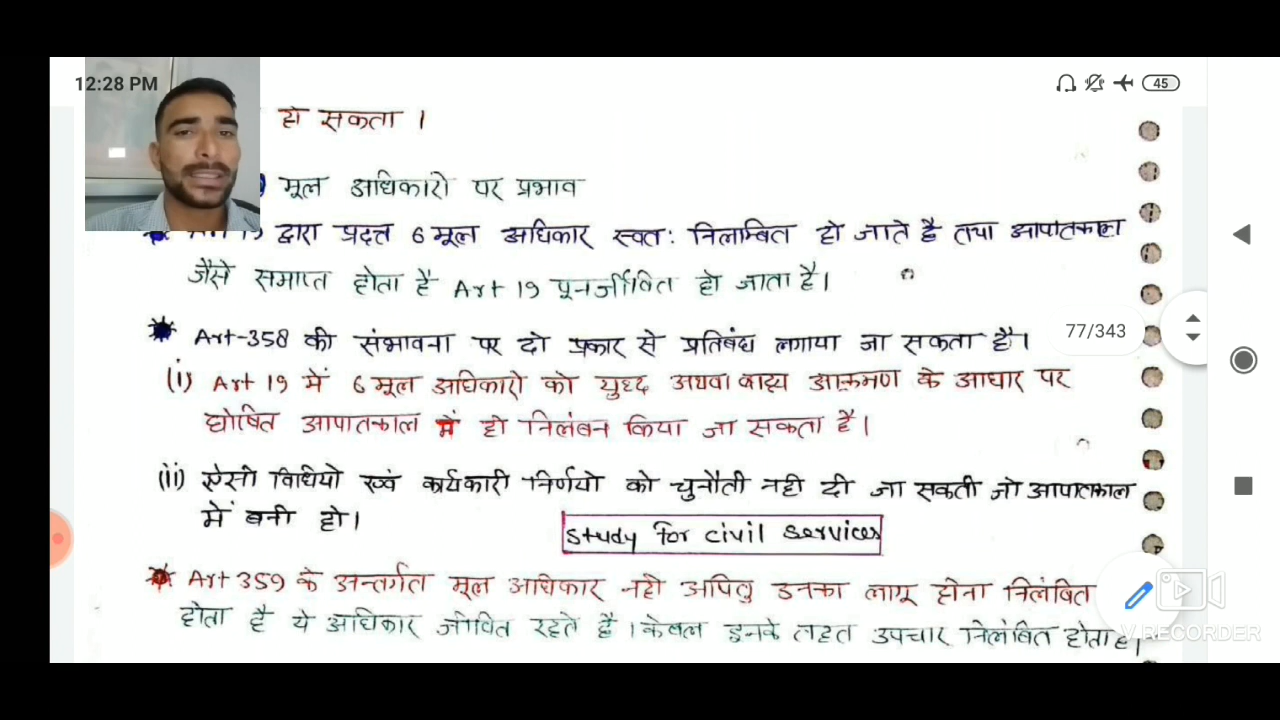 12:28 PM
45
हो सकता ।
मूल अधिकारो पर प्रभाव
द्वारा प्रदत्त 6 मूल अधिकार स्वतः निलम्बित हो जाते है तथा आपातकाल
जैसे समाप्त होता है Art 19 पूनर्जीवित हो जाता है।
77/343
Art-358 की संभावना पर दो प्रकार से प्रतिबंध लगाया जा सकता है।
(i) Art 19 में 6 मूल अधिकारो को युध्द अथवा बाह्य आक्रमण के आधार पर
घोषित आपातकाल में ही निलंबन किया जा सकता है।
(ii) ऐसी विधियो एवं कार्यकारी निर्णयो को चुनौती नही दी जा सकती जो आपातकाल
में बनी हो।
Study for civil services
Art 359 के अन्तर्गत मूल अधिकार नही अपितु उनका लागू होना निलंबित
होता है ये अधिकार जीवित रहते है। केवल इनके तहत उपचार निलंबित होता है।
V RECORDER